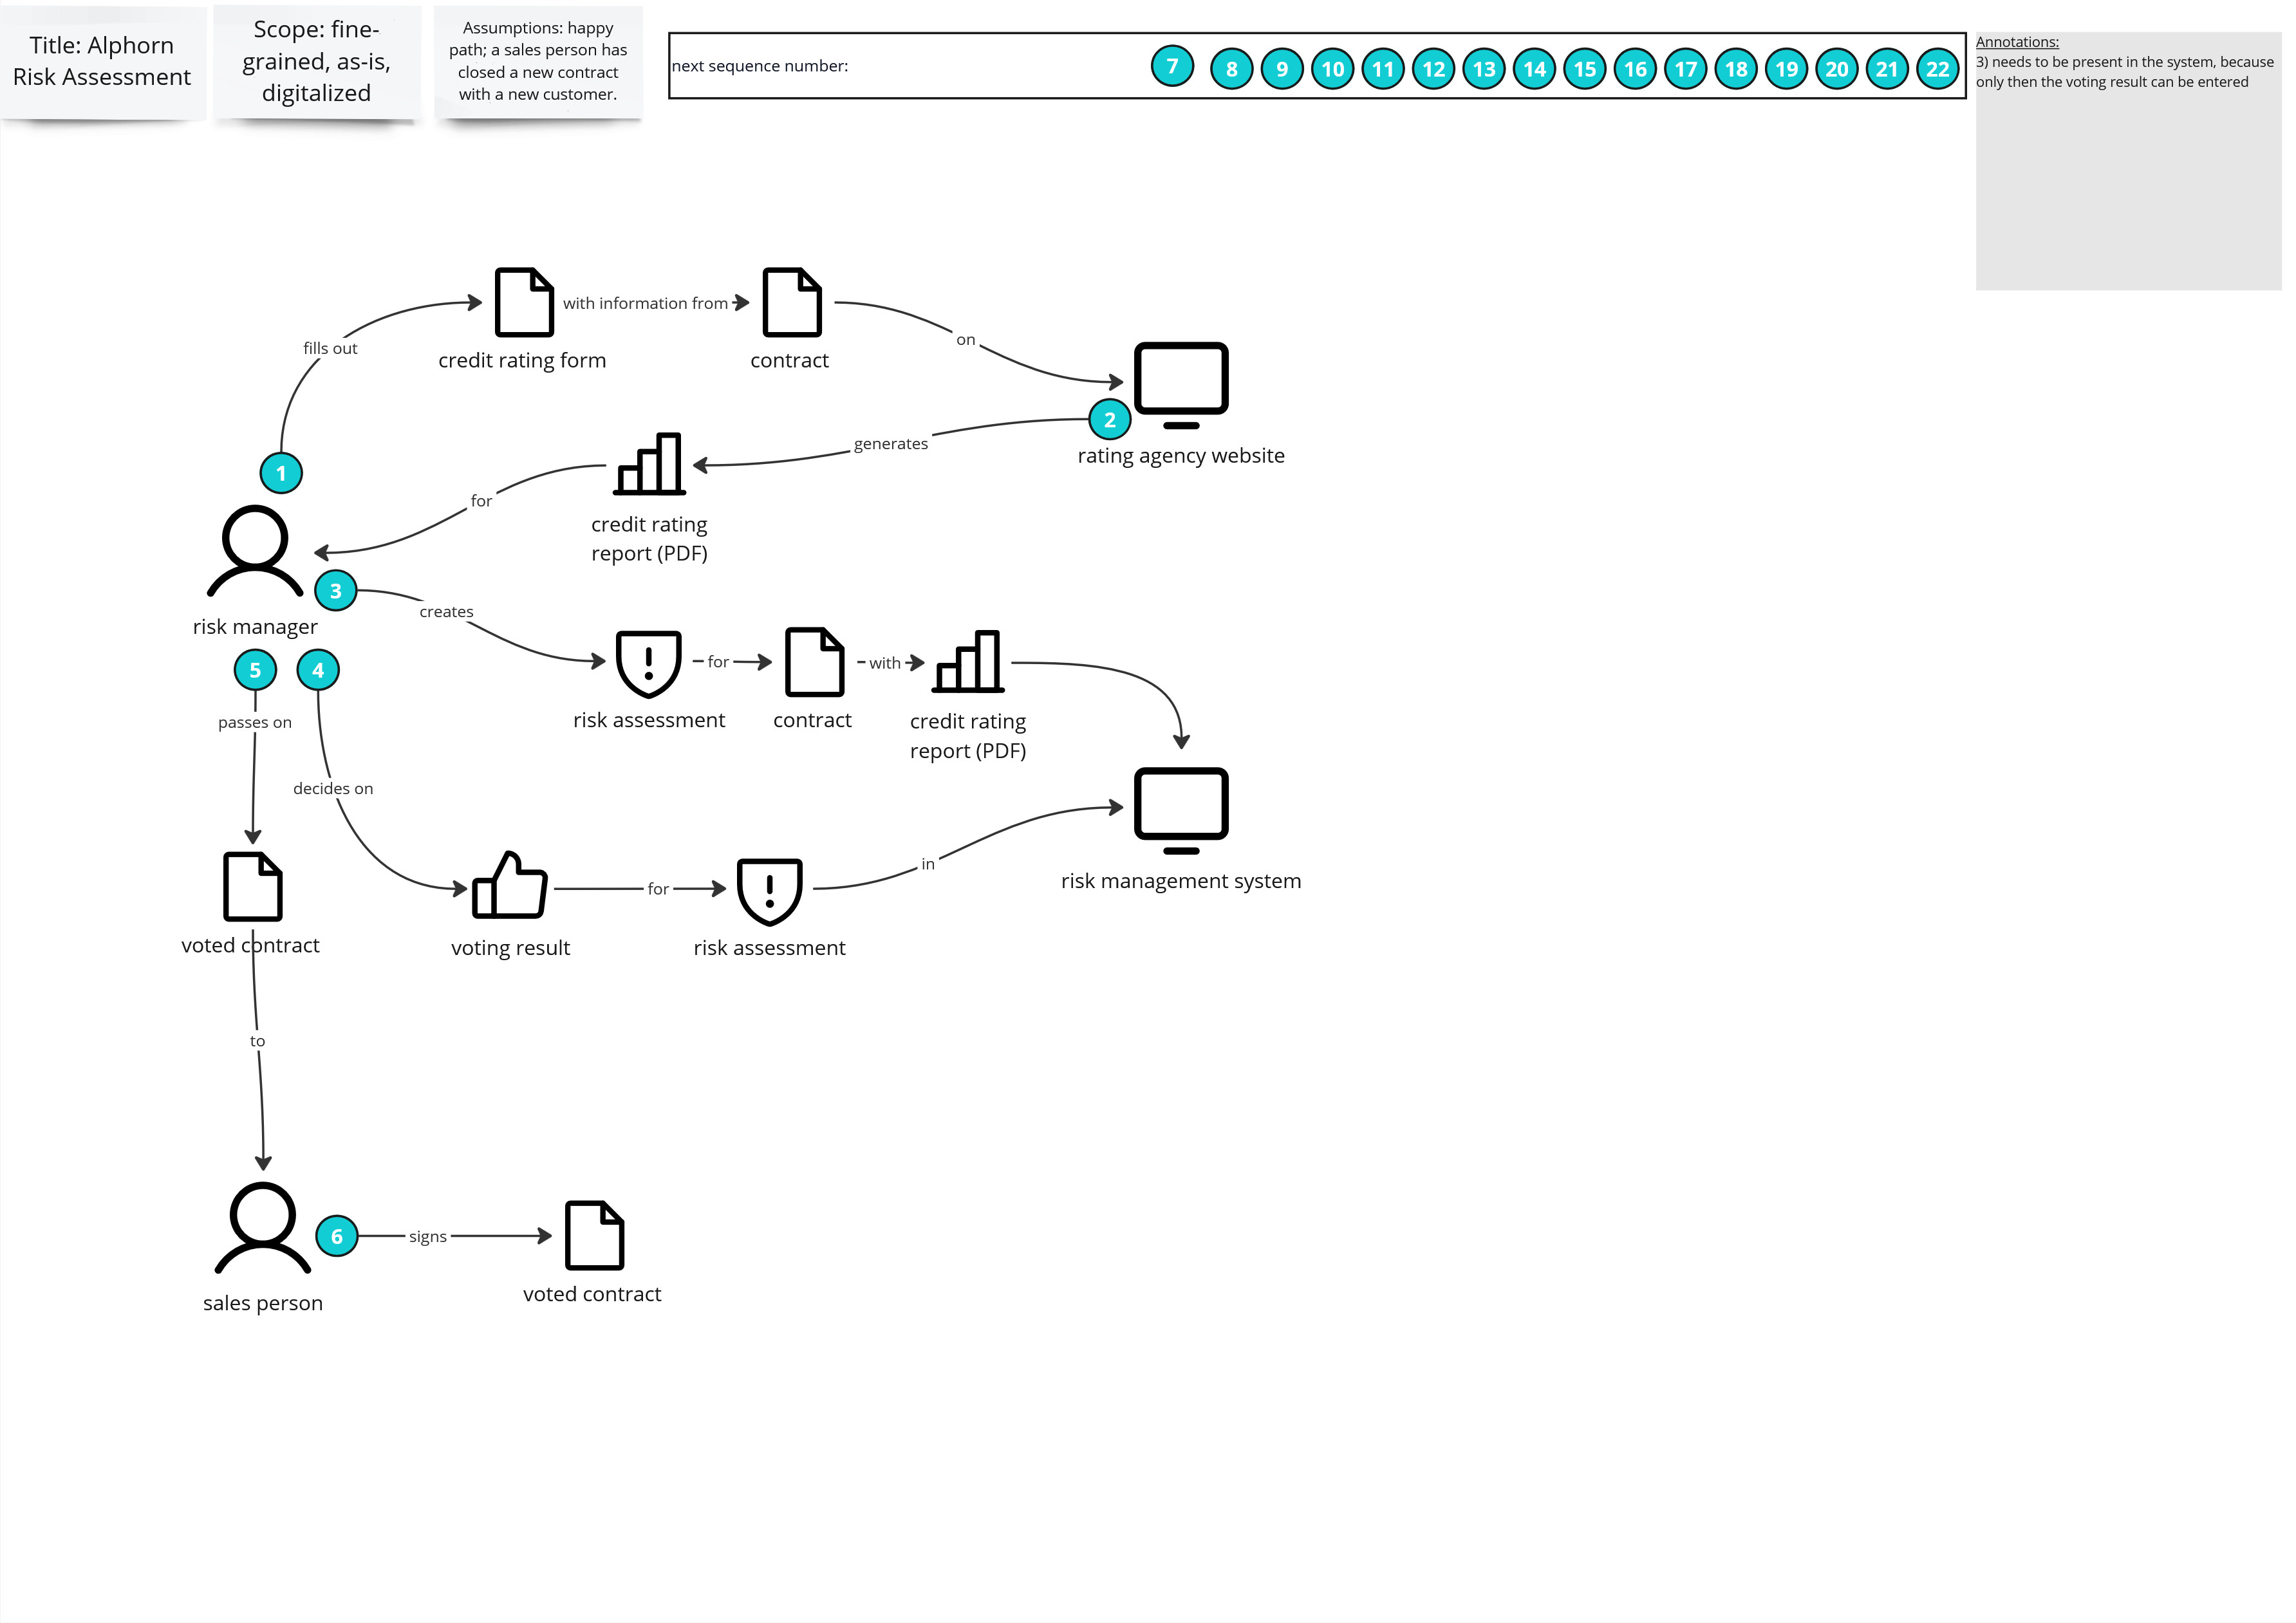 Title: Alphorn
Risk Assessment
Scope: fine-
grained, as-is,
digitalized
Assumptions: happy
path; a sales person has
closed a new contract
with a new customer.
next sequence number:
7 8 9 10 11 12 13 14 15 16 17 18 19 20 21 22
Annotations:
3) needs to be present in the system, because
only then the voting result can be entered
with information from
fills out
on
credit rating form
contract
2
generates
rating agency website
1
for
credit rating
report (PDF)
3
creates
risk manager
5
4
for
with
risk assessment
contract
credit rating
report (PDF)
passes on
decides on
in
risk management system
for
voted contract
voting result
risk assessment
to
6
signs
voted contract
sales person